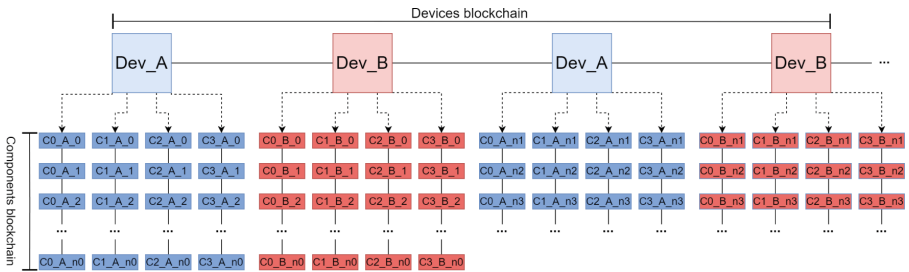 Devices blockchain
Dev_A Dev_B Dev_A Dev_B ...
Components blockchain
C0_A_0 C1_A_0 C2_A_0 C3_A_0 C0_B_0 C1_B_0 C2_B_0 C3_B_0 C0_A_n1 C1_A_n1 C2_A_n1 C3_A_n1 C0_B_n1 C1_B_n1 C2_B_n1 C3_B_n1
C0_A_1 C1_A_1 C2_A_1 C3_A_1 C0_B_1 C1_B_1 C2_B_1 C3_B_1 C0_A_n2 C1_A_n2 C2_A_n2 C3_A_n2 C0_B_n2 C1_B_n2 C2_B_n2 C3_B_n2
C0_A_2 C1_A_2 C2_A_2 C3_A_2 C0_B_2 C1_B_2 C2_B_2 C3_B_2 C0_A_n3 C1_A_n3 C2_A_n3 C3_A_n3 C0_B_n3 C1_B_n3 C2_B_n3 C3_B_n3
... ... ... ... ... ... ... ... ... ... ... ... ... ... ... ...
C0_A_n0 C1_A_n0 C2_A_n0 C3_A_n0 C0_B_n0 C1_B_n0 C2_B_n0 C3_B_n0